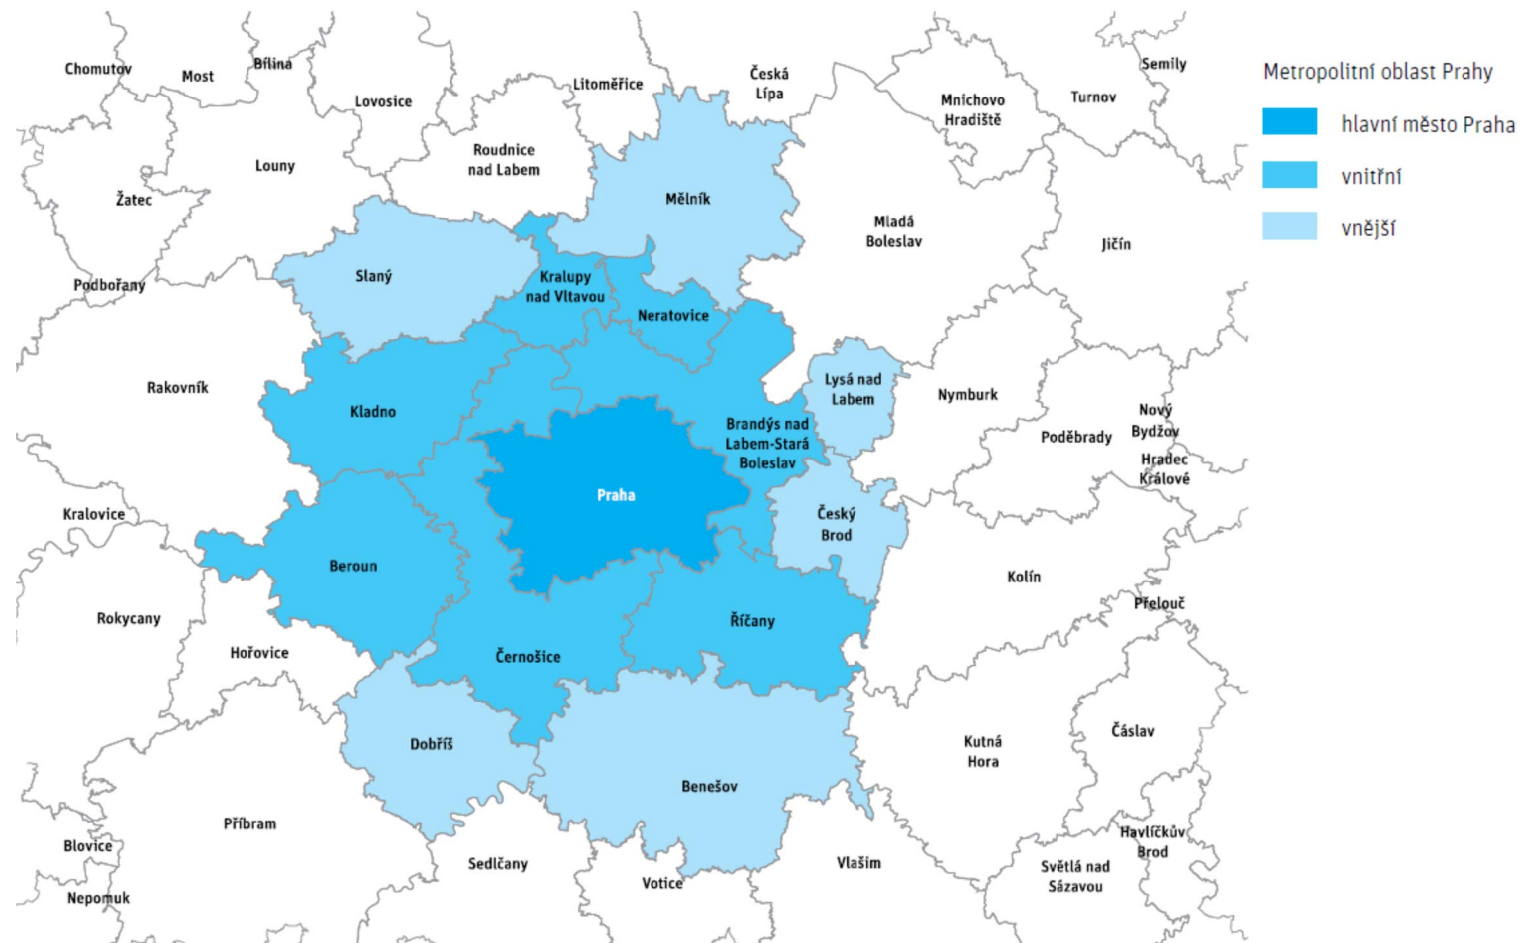 Chomutov
Most
Bílina
Lovosice
Litoměřice
Česká
Lípa
Mnichovo
Hradiště
Turnov
Semily
Metropolitní oblast Prahy
hlavní město Praha
vnitřní
vnější
Žatec
Louny
Roudnice
nad Labem
Mělník
Mladá
Boleslav
Jičín
Podbořany
Slaný
Kralupy
nad Vltavou
Neratovice
Rakovník
Kladno
Lysá nad
Labem
Nymburk
Poděbrady
Nový
Bydžov
Hradec
Králové
Brandýs nad
Labem-Stará
Boleslav
Praha
Český
Brod
Kralovice
Beroun
Kolín
Přelouč
Rokycany
Hořovice
Černošice
Říčany
Dobříš
Benešov
Kutná
Hora
Čáslav
Příbram
Blovice
Nepomuk
Sedlčany
Votice
Vlašim
Světlá nad
Sázavou
Havlíčkův
Brod